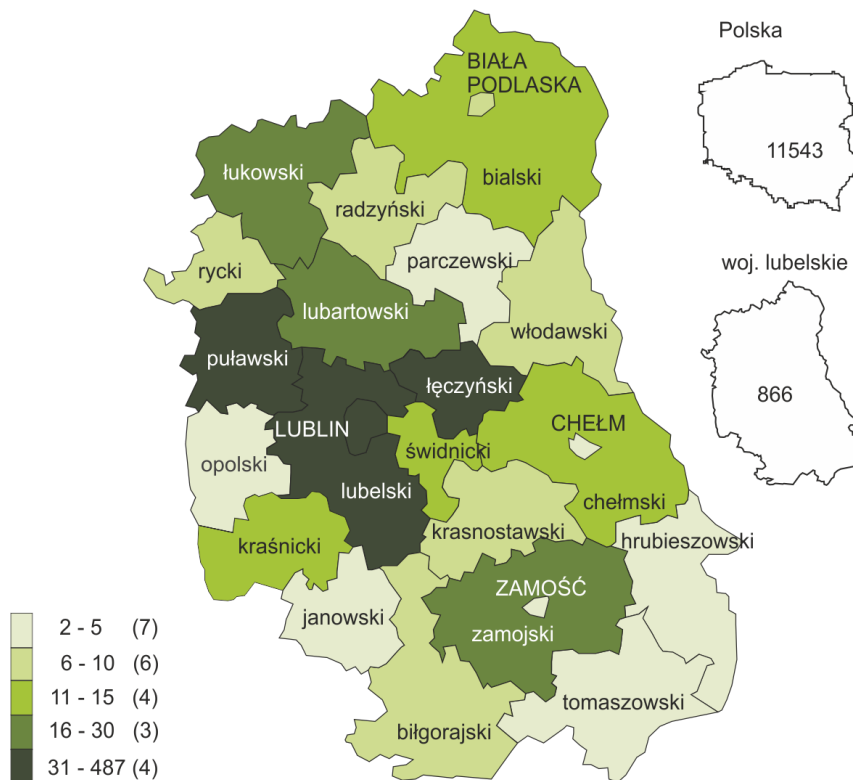 Polska
11543
BIAŁA
PODLASKA
łukowski
bialski
radzyński
parczewski
rycki
woj. lubelskie
866
lubartowski
włodawski
puławski
łęczyński
LUBLIN
CHEŁM
świdnicki
opolski
lubelski
chełmski
krasnostawski
hrubieszowski
kraśnicki
ZAMOŚĆ
janowski
zamojski
tomaszowski
biłgorajski
2 - 5 (7)
6 - 10 (6)
11 - 15 (4)
16 - 30 (3)
31 - 487 (4)